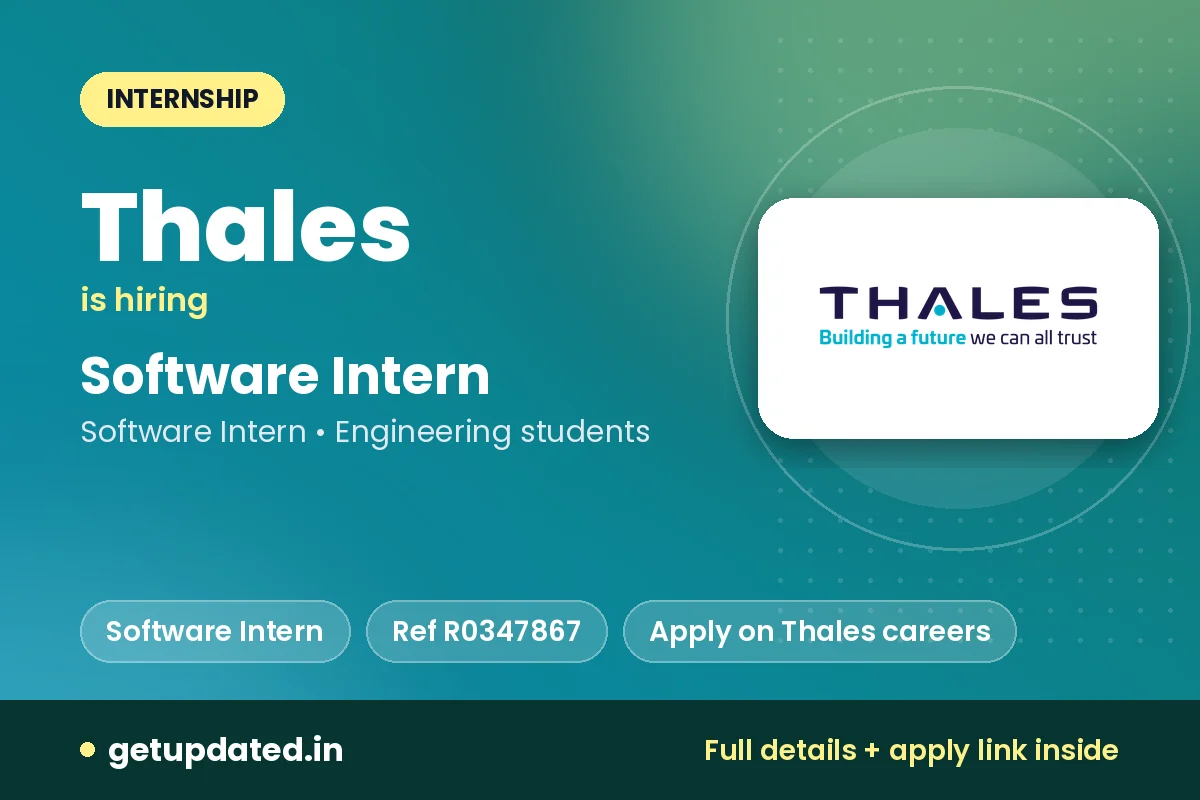 INTERNSHIP
Thales
is hiring
Software Intern
Software Intern • Engineering students
THALES
Building a future we can all trust
Software Intern
Ref R0347867
Apply on Thales careers
getupdated.in
Full details + apply link inside